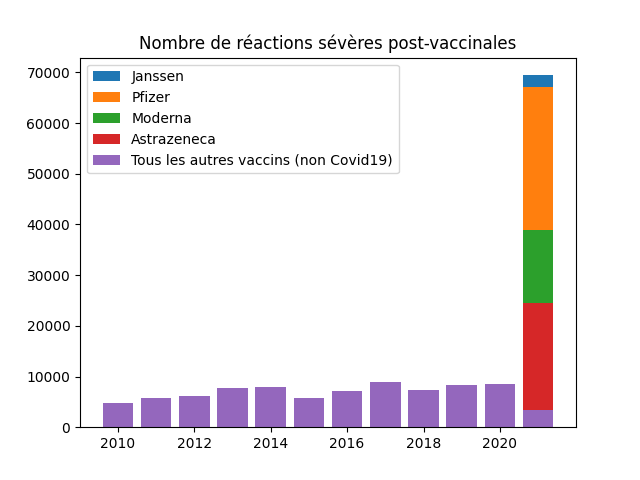 Nombre de réactions sévères post-vaccinales
70000
60000
50000
40000
30000
20000
10000
0
Janssen
Pfizer
Moderna
Astrazeneca
Tous les autres vaccins (non Covid19)
2010 2012 2014 2016 2018 2020